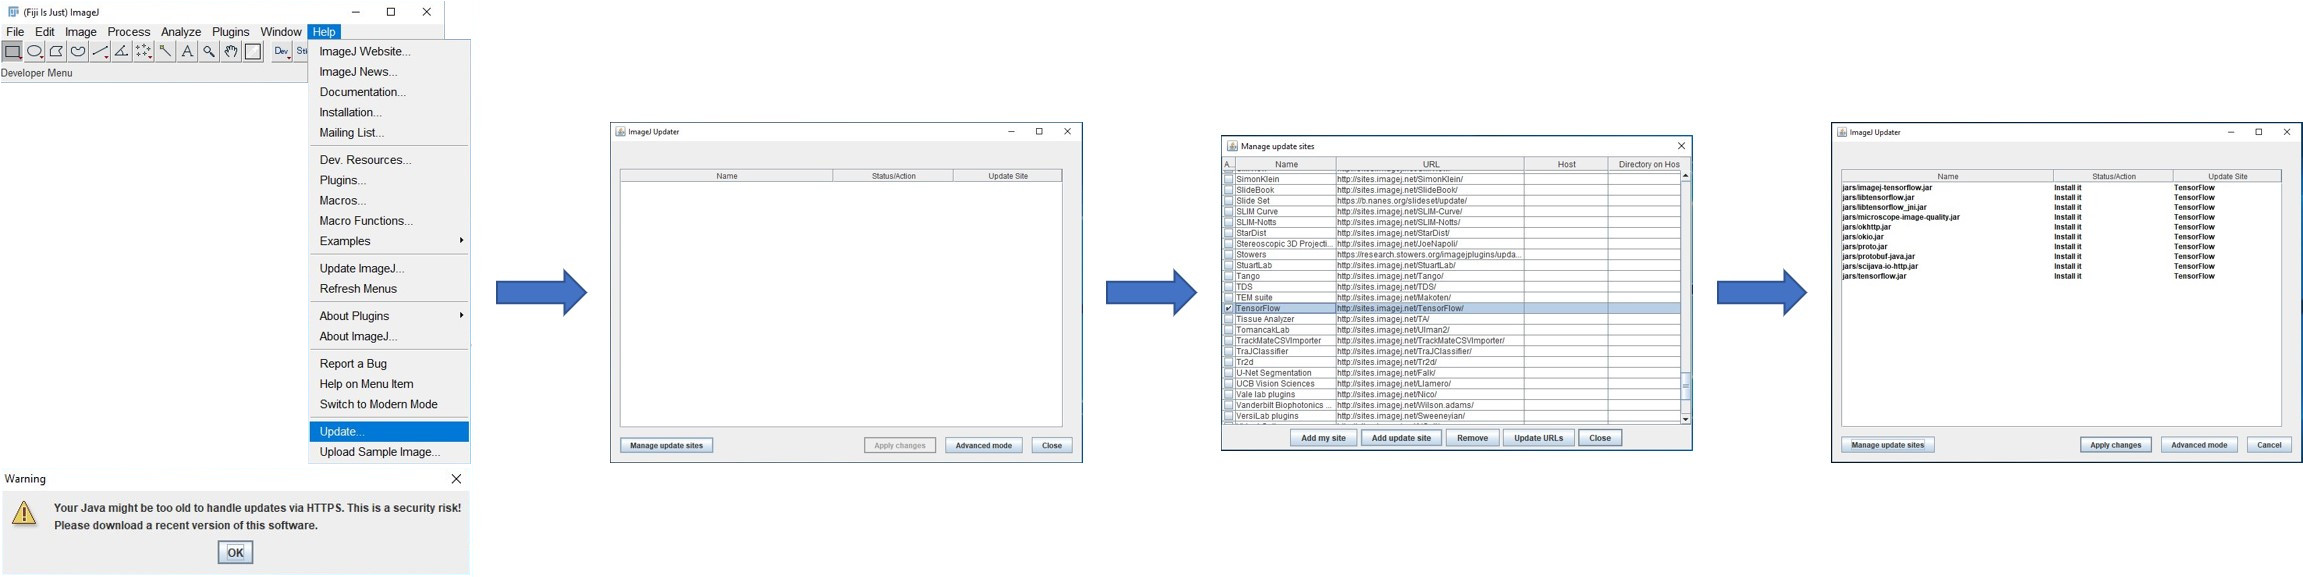 (Fiji Is Just) ImageJ
File Edit Image Process Analyze Plugins Window Help
Dev Stk
Developer Menu
ImageJ Website...
ImageJ News...
Documentation...
Installation...
Mailing List...
Dev. Resources...
Plugins...
Macros...
Macro Functions...
Examples
Update ImageJ...
Refresh Menus
About Plugins
About ImageJ...
Report a Bug
Help on Menu Item
Switch to Modern Mode
Update...
Upload Sample Image...
Warning
Your Java might be too old to handle updates via HTTPS. This is a security risk!
Please download a recent version of this software.
OK
ImageJ Updater
Name Status/Action Update Site
Manage update sites Apply changes Advanced mode Close
Manage update sites
A... Name URL Host Directory on Hos
SimonKlein http://sites.imagej.net/SimonKlein/
SlideBook http://sites.imagej.net/SlideBook/
Slide Set https://b.nanes.org/slideset/update/
SLIM Curve http://sites.imagej.net/SLIM-Curve/
SLIM-Notts http://sites.imagej.net/SLIM-Notts/
StarDist http://sites.imagej.net/StarDist/
Stereoscopic 3D Projecti... http://sites.imagej.net/JoeNapoli/
Stowers https://research.stowers.org/imagejplugins/upda...
StuartLab http://sites.imagej.net/StuartLab/
Tango http://sites.imagej.net/Tango/
TDS http://sites.imagej.net/TDS/
TEM suite http://sites.imagej.net/Makoten/
TensorFlow http://sites.imagej.net/TensorFlow/
Tissue Analyzer http://sites.imagej.net/TA/
TomancakLab http://sites.imagej.net/Ulman2/
TrackMateCSVImporter http://sites.imagej.net/TrackMateCSVImporter/
TraJClassifier http://sites.imagej.net/TraJClassifier/
Tr2d http://sites.imagej.net/Tr2d/
U-Net Segmentation http://sites.imagej.net/Falk/
UCB Vision Sciences http://sites.imagej.net/Llamero/
Vale lab plugins http://sites.imagej.net/Nico/
Vanderbilt Biophotonics ... http://sites.imagej.net/Wilson.adams/
VersiLab plugins http://sites.imagej.net/Sweeneyian/
Add my site Add update site Remove Update URLs Close
ImageJ Updater
Name Status/Action Update Site
jars/imagej-tensorflow.jar Install it TensorFlow
jars/libtensorflow.jar Install it TensorFlow
jars/libtensorflow_jni.jar Install it TensorFlow
jars/microscope-image-quality.jar Install it TensorFlow
jars/okhttp.jar Install it TensorFlow
jars/okio.jar Install it TensorFlow
jars/proto.jar Install it TensorFlow
jars/protobuf-java.jar Install it TensorFlow
jars/scijava-io-http.jar Install it TensorFlow
jars/tensorflow.jar Install it TensorFlow
Manage update sites Apply changes Advanced mode Cancel